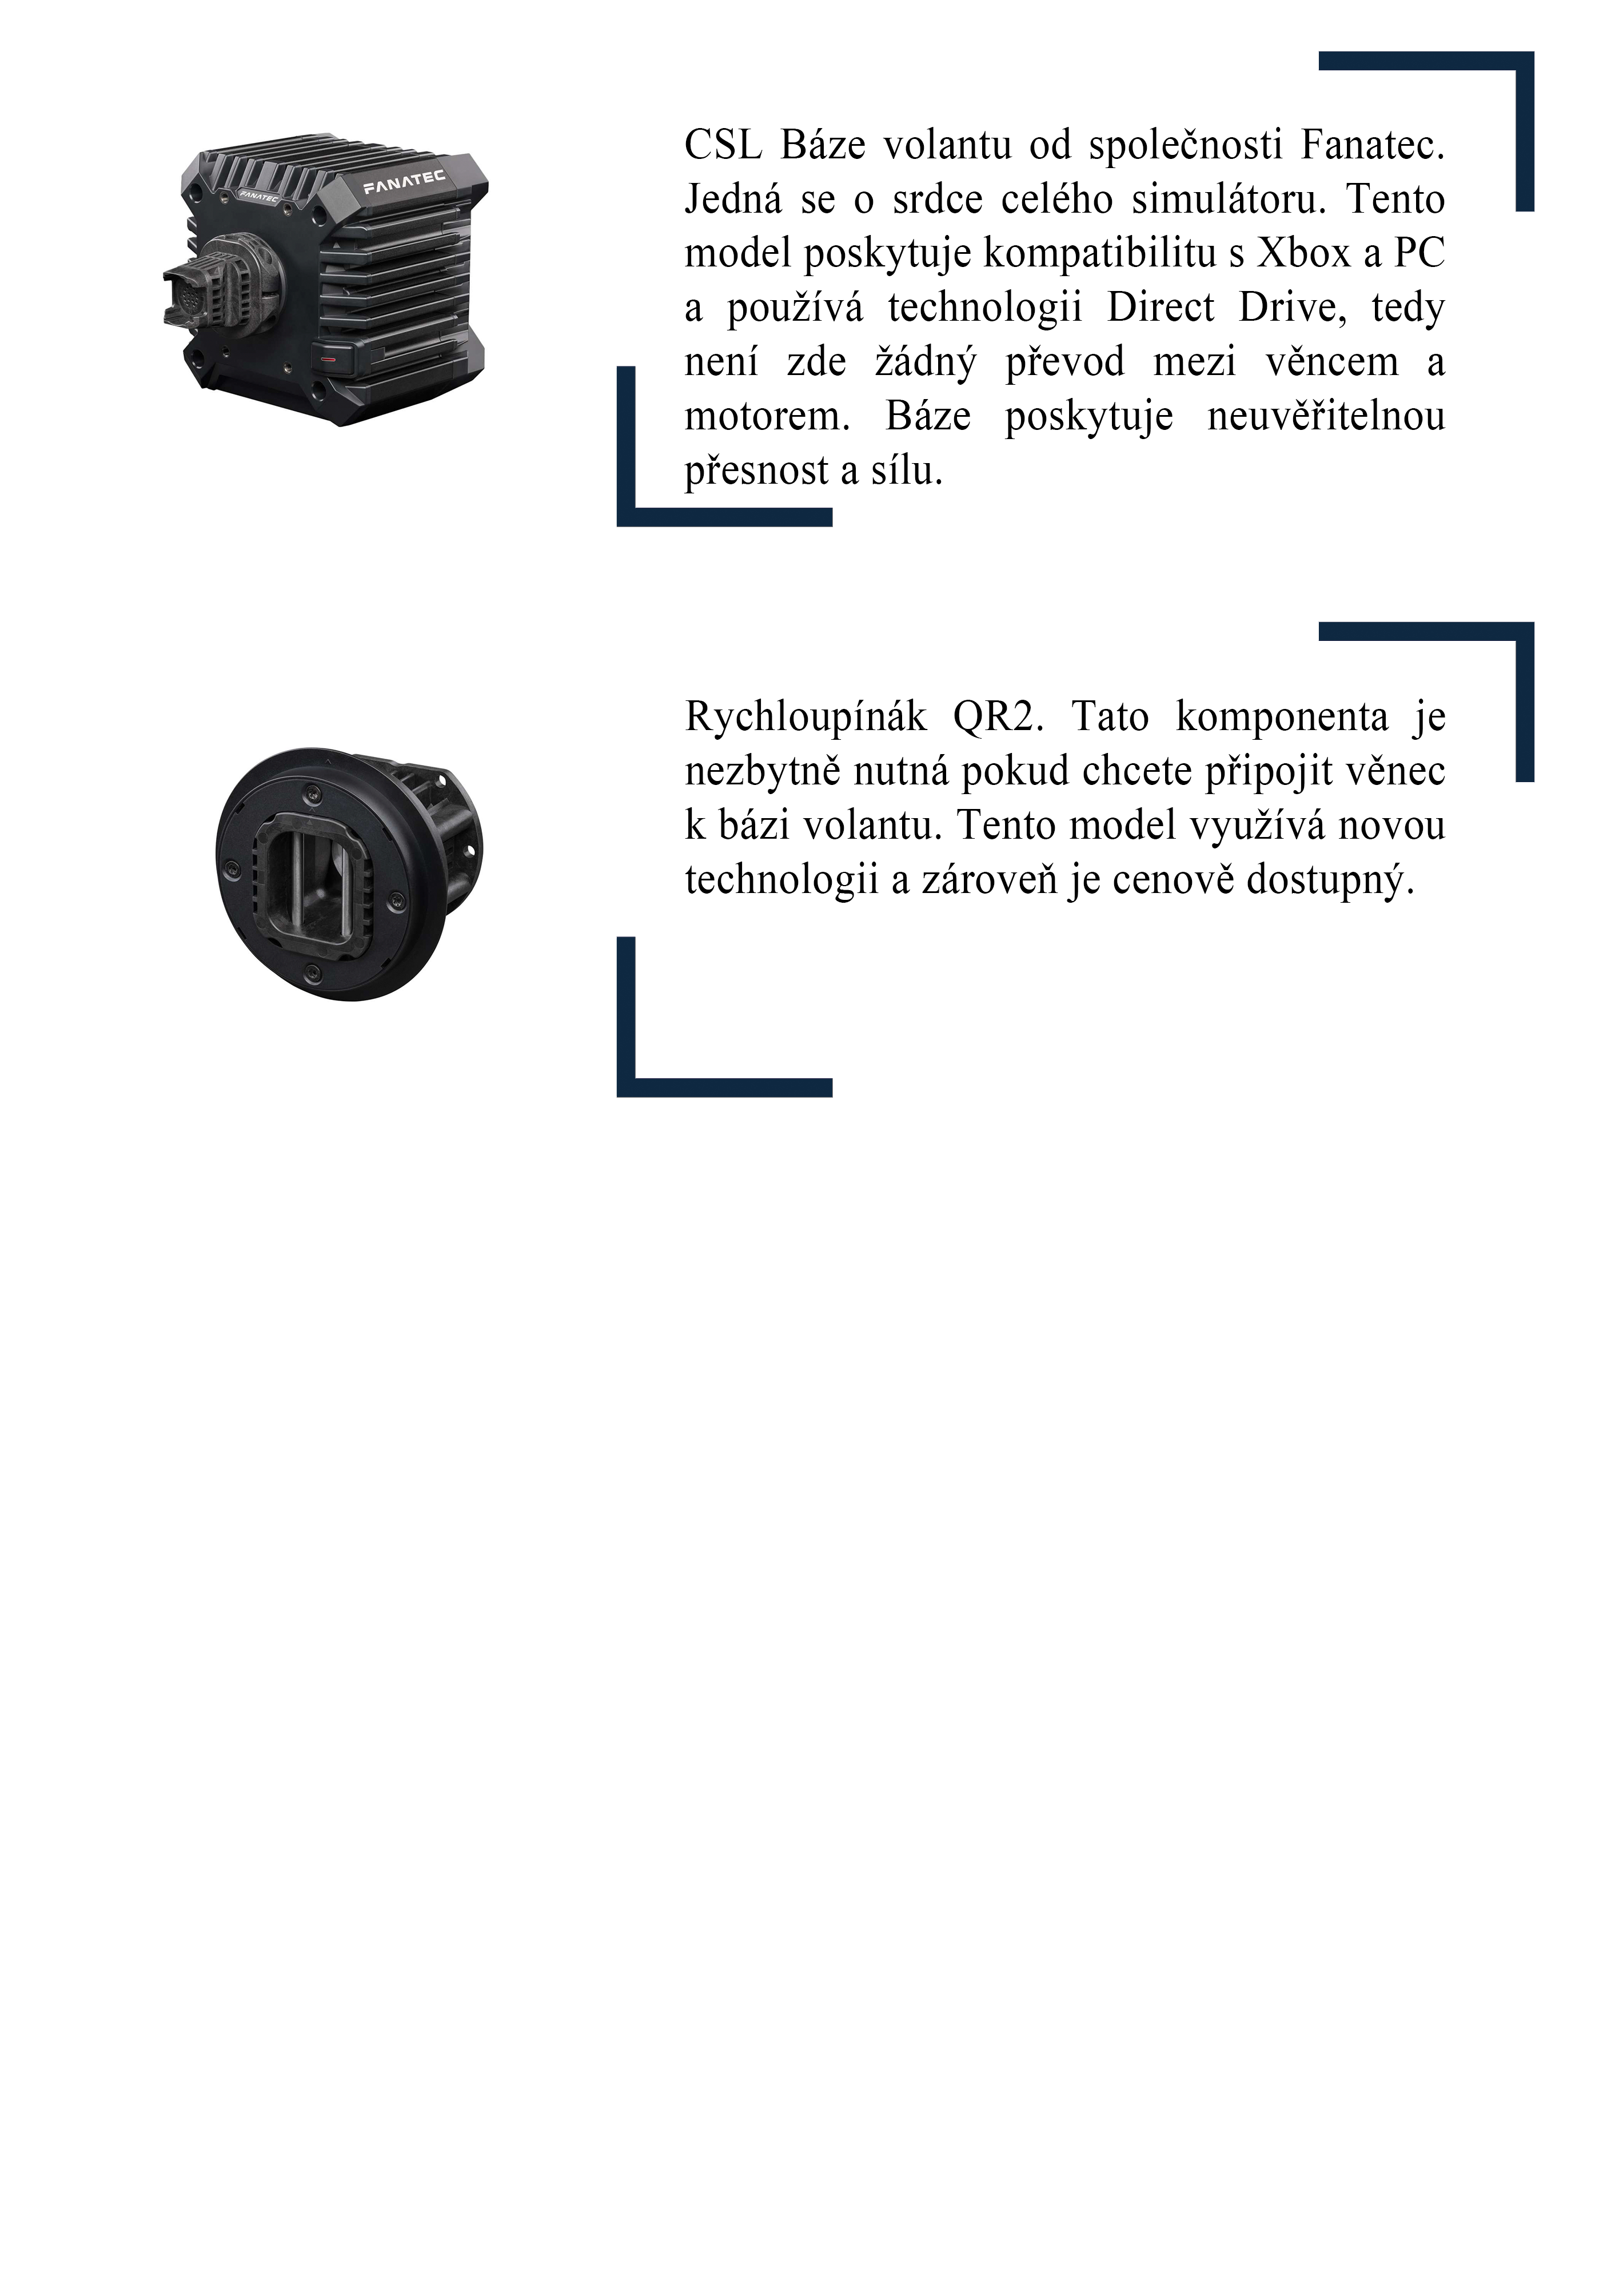 FANATEC
FANATEC
CSL Báze volantu od společnosti Fanatec.
Jedná se o srdce celého simulátoru. Tento
model poskytuje kompatibilitu s Xbox a PC
a používá technologii Direct Drive, tedy
není zde žádný převod mezi věncem a
motorem. Báze poskytuje neuvěřitelnou
přesnost a sílu.
Rychloupínák QR2. Tato komponenta je
nezbytně nutná pokud chcete připojit věnec
k bázi volantu. Tento model využívá novou
technologii a zároveň je cenově dostupný.